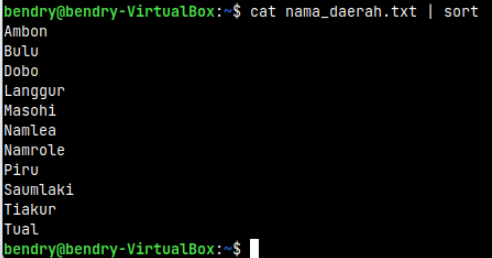 bendry@bendry-VirtualBox:~$ cat nama_daerah.txt | sort
Ambon
Bulu
Dobo
Langgur
Masohi
Namlea
Namrole
Piru
Saumlaki
Tiakur
Tual
bendry@bendry-VirtualBox:~$